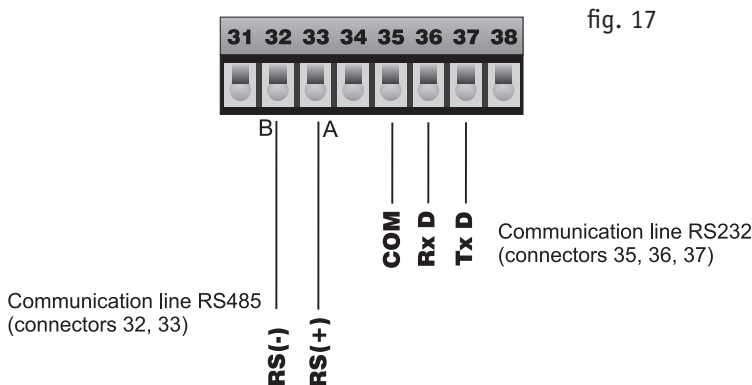 fig. 17
31 32 33 34 35 36 37 38
B A
COM
Rx D
Tx D
Communication line RS232
(connectors 35, 36, 37)
Communication line RS485
(connectors 32, 33)
RS(-)
RS(+)